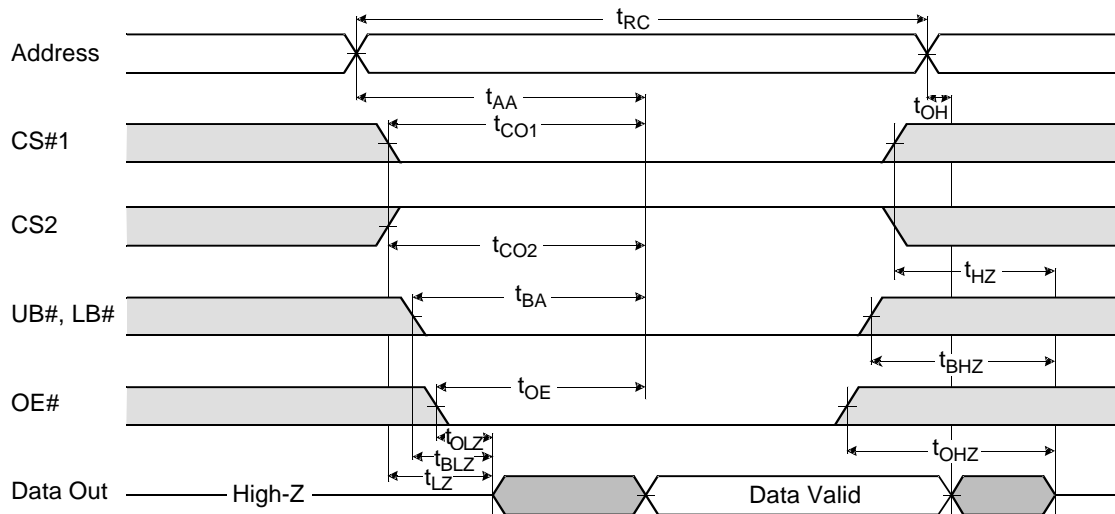 tRC
Address
tAA
tOH
tCO1
CS#1
CS2
tCO2
tHZ
tBA
UB#, LB#
tBHZ
tOE
OE#
tOLZ
tOHZ
tBLZ
tLZ
Data Out High-Z Data Valid